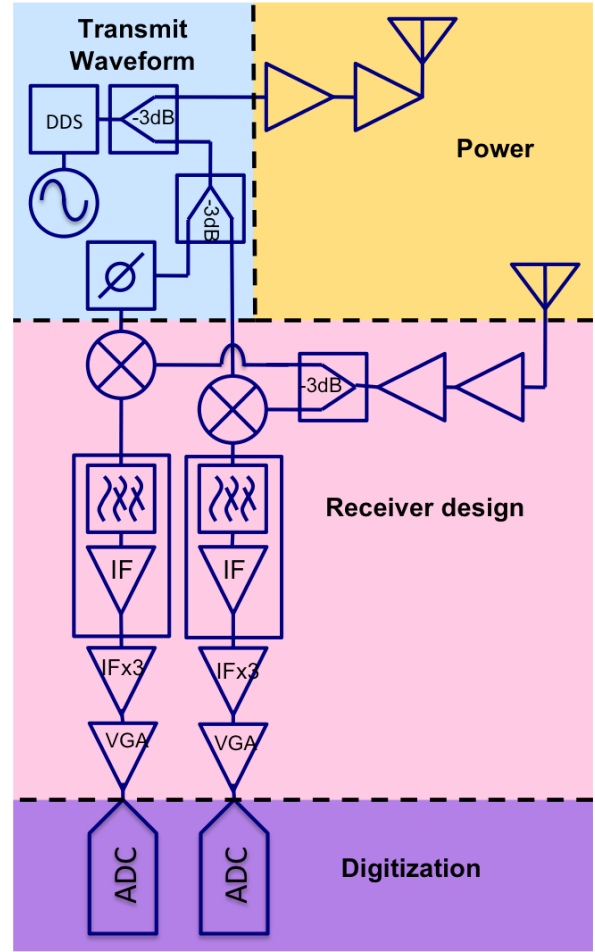 Transmit
Waveform
DDS
-3dB
Power
-3dB
-3dB
Receiver design
IF
IF
IFx3
IFx3
VGA
VGA
ADC
ADC
Digitization